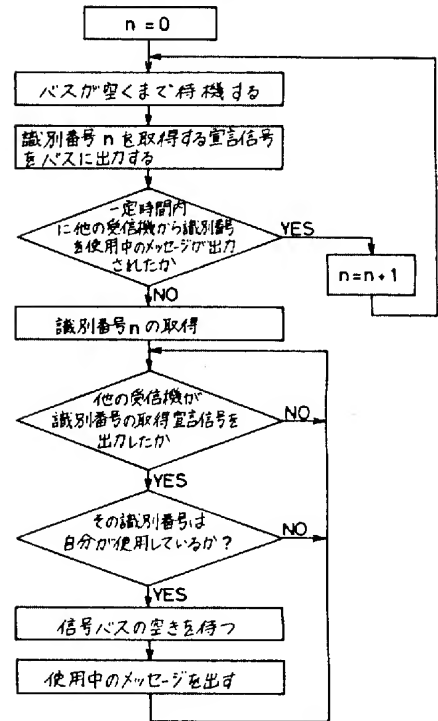 n=0
バスが空くまで待機する
識別番号nを取得する宣言信号
をバスに出力する
一定時間内
に他の受信機から識別番号
を使用中のメッセージが出力
されたか
YES
n=n+1
NO
識別番号nの取得
他の受信機が
識別番号の取得宣言信号を
出力したか
NO
YES
その識別番号は
自分が使用しているか?
NO
YES
信号バスの空きを待つ
使用中のメッセージを出す